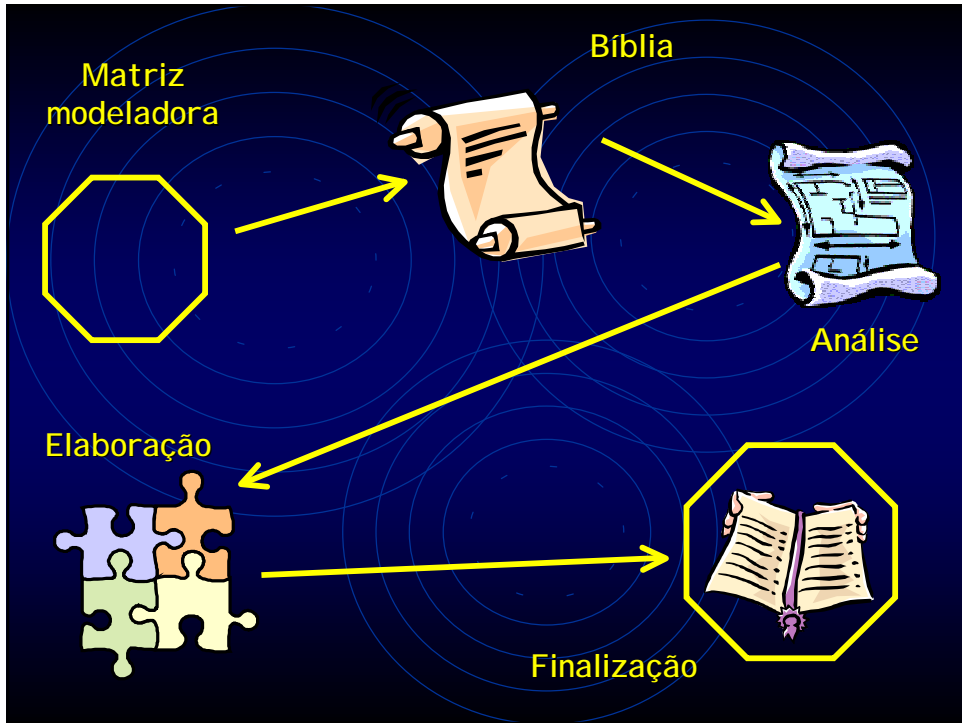 Matriz
modeladora
Bíblia
Análise
Elaboração
Finalização